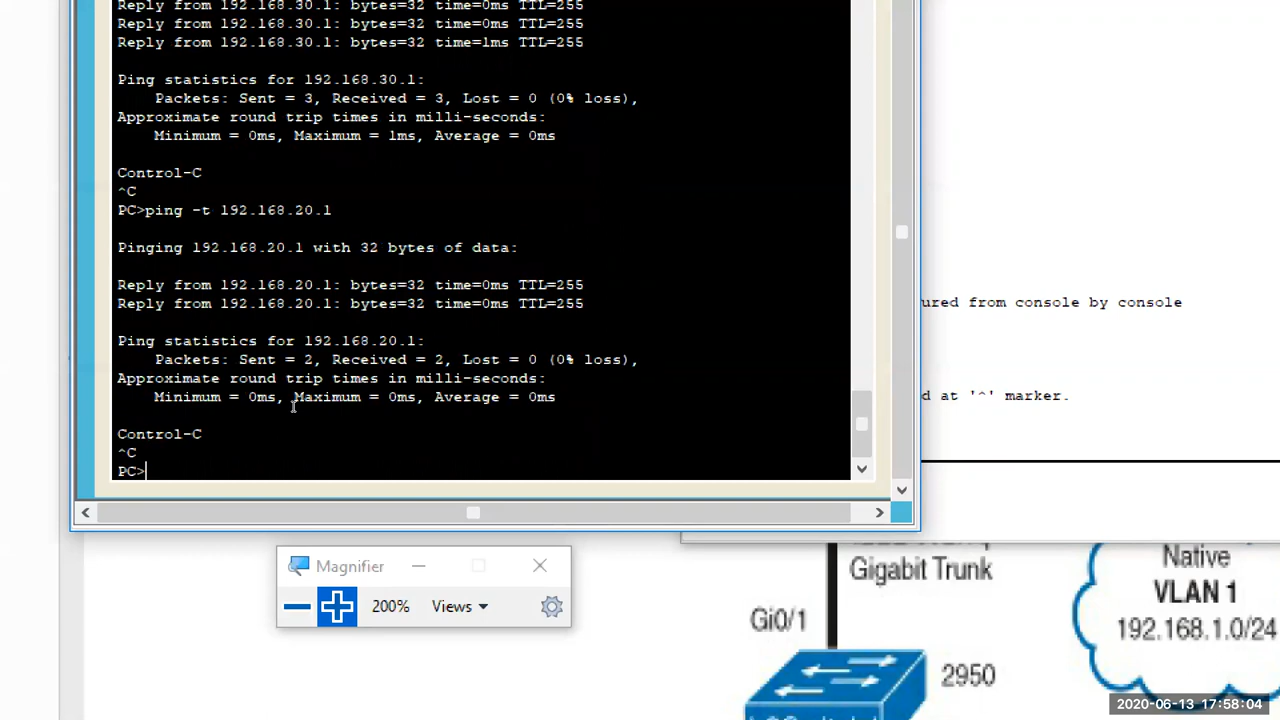 Reply from 192.168.30.1: bytes=32 time=0ms TTL=255
Reply from 192.168.30.1: bytes=32 time=0ms TTL=255
Reply from 192.168.30.1: bytes=32 time=1ms TTL=255
Ping statistics for 192.168.30.1:
Packets: Sent = 3, Received = 3, Lost = 0 (0% loss),
Approximate round trip times in milli-seconds:
Minimum = 0ms, Maximum = 1ms, Average = 0ms
Control-C
^C
PC>ping -t 192.168.20.1
Pinging 192.168.20.1 with 32 bytes of data:
Reply from 192.168.20.1: bytes=32 time=0ms TTL=255
Reply from 192.168.20.1: bytes=32 time=0ms TTL=255
Ping statistics for 192.168.20.1:
Packets: Sent = 2, Received = 2, Lost = 0 (0% loss),
Approximate round trip times in milli-seconds:
Minimum = 0ms, Maximum = 0ms, Average = 0ms
Control-C
^C
PC>
ured from console by console
d at '^' marker.
Magnifier
200%
Views
Gigabit Trunk
Gi0/1
2950
Native
VLAN 1
192.168.1.0/24
2020-06-13 17:58:04